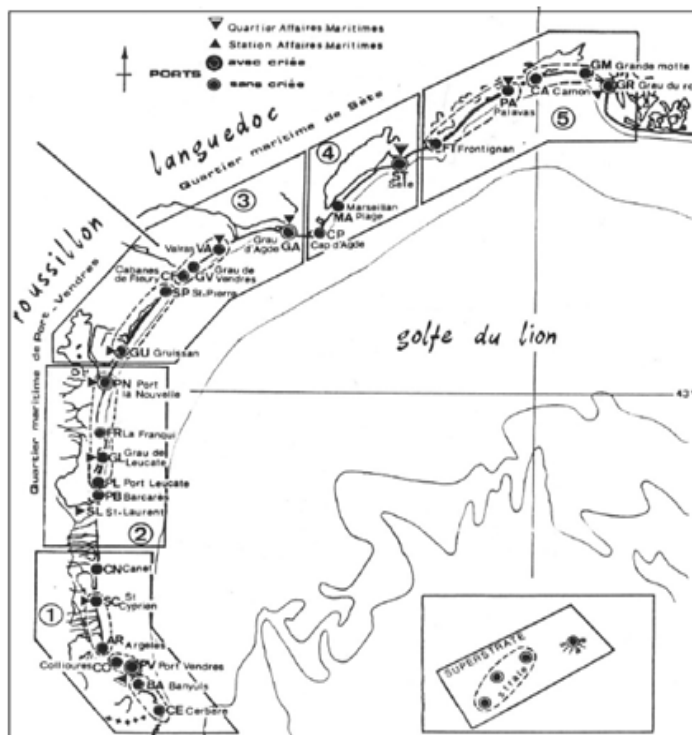 Quartier Affaires Maritimes
Station Affaires Maritimes
PORTS
avec criée
sans criée
languedoc
Quartier maritime de Sète
roussillon
Quartier maritime de Port-Vendres
golfe du lion
43°
GM Grande motte
GR Grau du roi
CA Carnon
PA
Palavas
5
FT Frontignan
4
Sète
MA Marseillan
Plage
CP
Cap d'Agde
3
Grau
d'Agde
GA
Valras VA
Cabanes
de Fleury CF
GV Grau de
Vendres
SP St-Pierre
GU Gruissan
PN Port
la Nouvelle
FR La Franqui
GL Grau de
Leucate
PL Port Leucate
PB Barcares
SL St-Laurent
2
CN Canet
1
SC St
Cyprien
AR
Argeles
Collioures CO
PV Port Vendres
BA Banyuls
CE Cerbère
SUPERSTRATE
strate